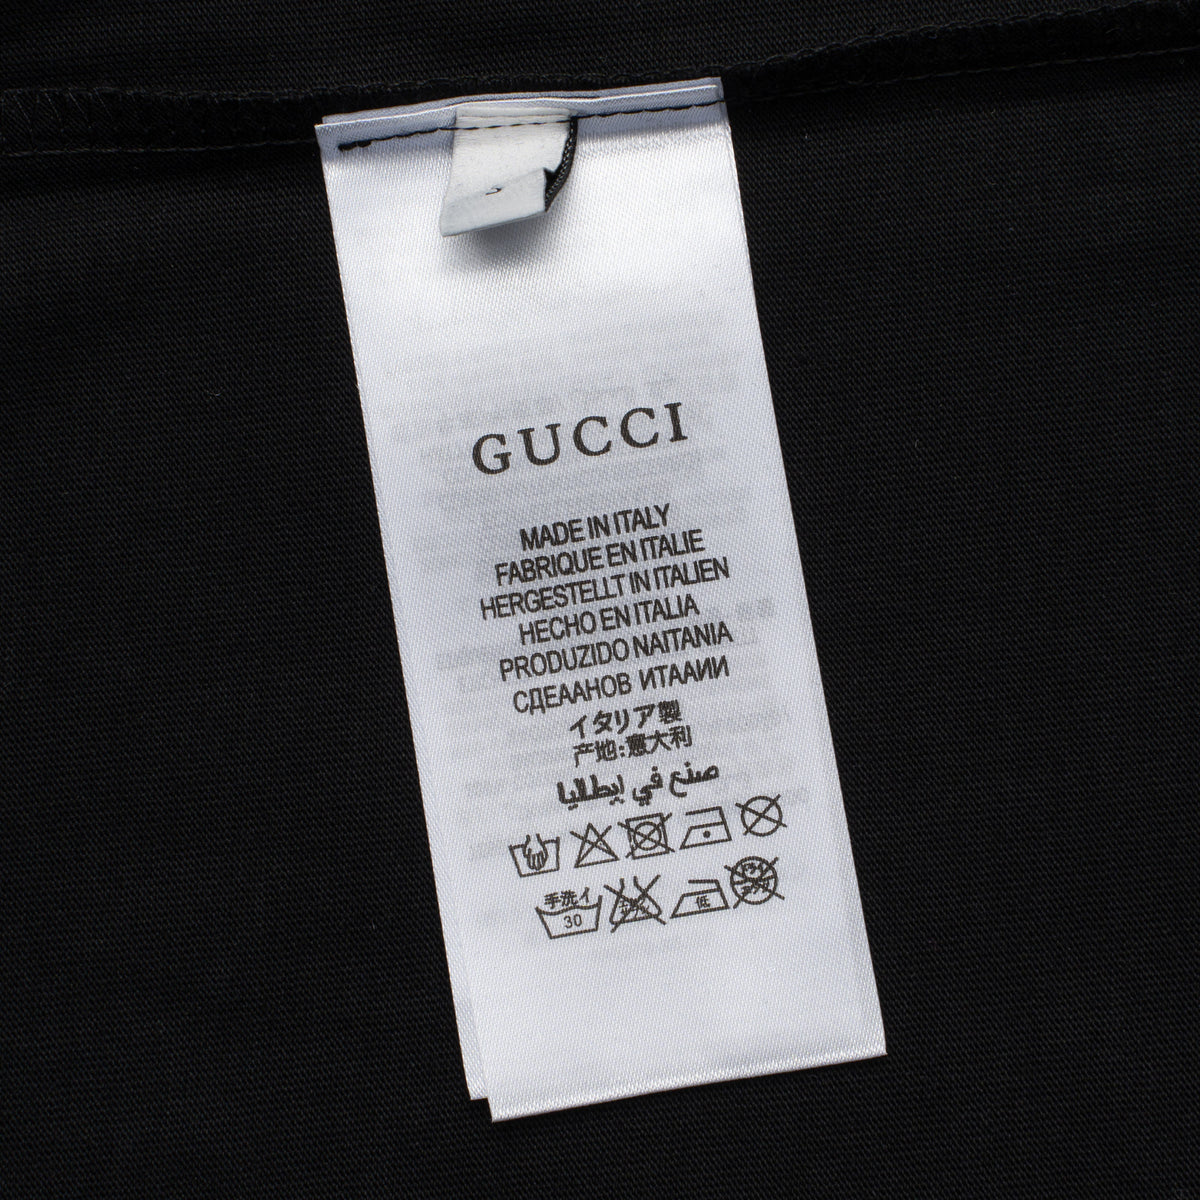 GUCCI
MADE IN ITALY
FABRIQUE EN ITALIE
HERGESTELLT IN ITALIEN
HECHO EN ITALIA
PRODUZIDO NAITANIA
СДЕААНОВ ИТААИИ
イタリア製
产地:意大利
صنع في إيطاليا
手洗イ
30
低